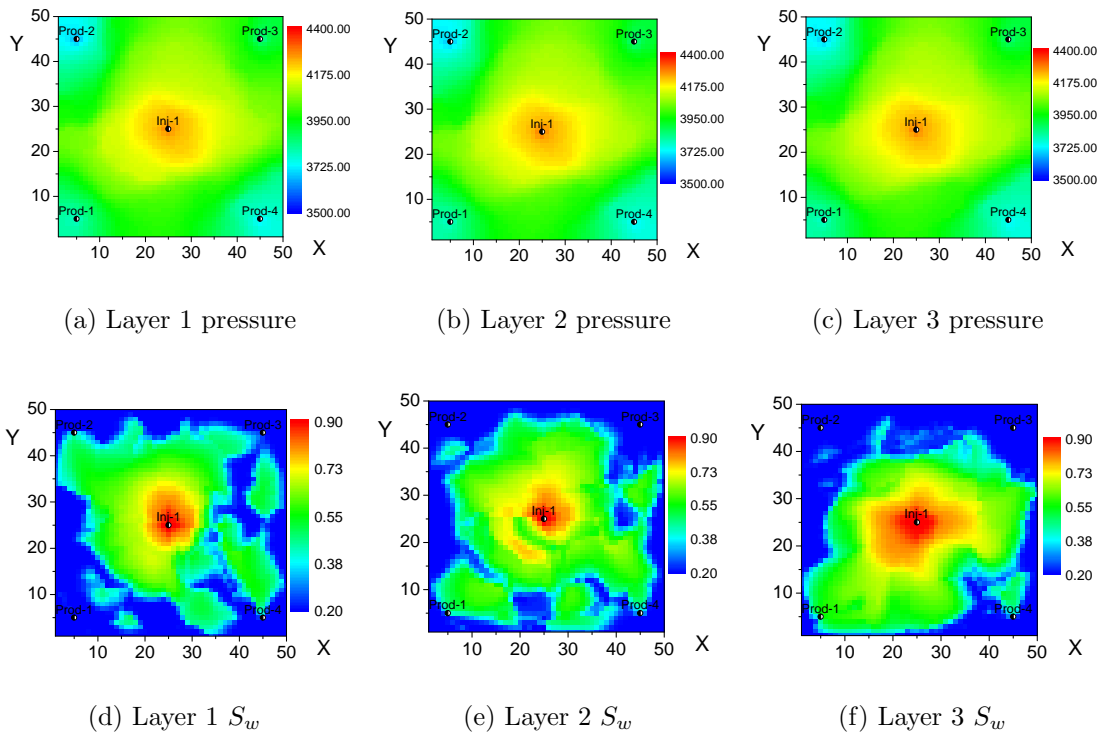 Y
50
40
30
20
10
Prod-2
Prod-3
Inj-1
Prod-1
Prod-4
10 20 30 40 50
X
4400.00
4175.00
3950.00
3725.00
3500.00
(a) Layer 1 pressure
Y
50
40
30
20
10
Prod-2
Prod-3
Inj-1
Prod-1
Prod-4
10 20 30 40 50
X
4400.00
4175.00
3950.00
3725.00
3500.00
(b) Layer 2 pressure
Y
50
40
30
20
10
Prod-2
Prod-3
Inj-1
Prod-1
Prod-4
10 20 30 40 50
X
4400.00
4175.00
3950.00
3725.00
3500.00
(c) Layer 3 pressure
Y
50
40
30
20
10
Prod-2
Prod-3
Inj-1
Prod-1
Prod-4
10 20 30 40 50
X
0.90
0.73
0.55
0.38
0.20
(d) Layer 1 Sw
Y
50
40
30
20
10
Prod-2
Prod-3
Inj-1
Prod-1
Prod-4
10 20 30 40 50
X
0.90
0.73
0.55
0.38
0.20
(e) Layer 2 Sw
Y
50
40
30
20
10
Prod-2
Prod-3
Inj-1
Prod-1
Prod-4
10 20 30 40 50
X
0.90
0.73
0.55
0.38
0.20
(f) Layer 3 Sw